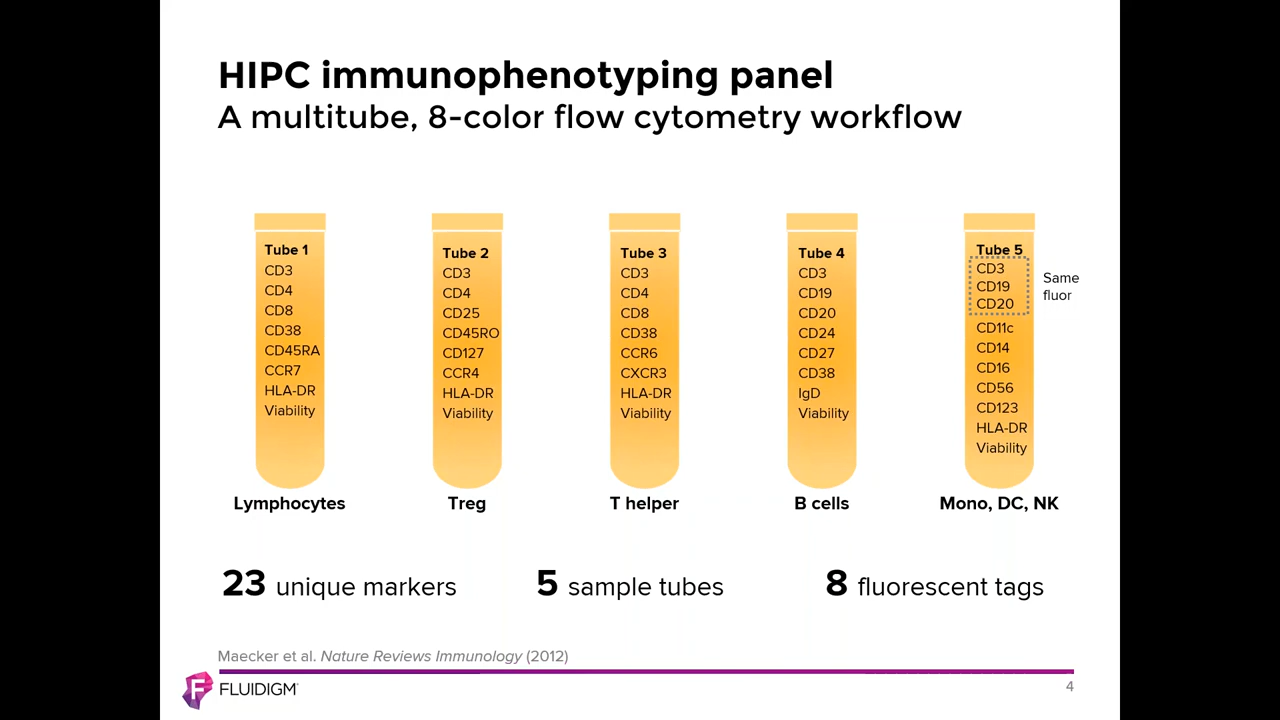 HIPC immunophenotyping panel
A multitube, 8-color flow cytometry workflow
Tube 1
CD3
CD4
CD8
CD38
CD45RA
CCR7
HLA-DR
Viability
Lymphocytes
Tube 2
CD3
CD4
CD25
CD45RO
CD127
CCR4
HLA-DR
Viability
Treg
Tube 3
CD3
CD4
CD8
CD38
CCR6
CXCR3
HLA-DR
Viability
T helper
Tube 4
CD3
CD19
CD20
CD24
CD27
CD38
IgD
Viability
B cells
Tube 5
CD3
CD19
CD20
CD11c
CD14
CD16
CD56
CD123
HLA-DR
Viability
Mono, DC, NK
Same
fluor
23 unique markers
5 sample tubes
8 fluorescent tags
Maecker et al. Nature Reviews Immunology (2012)
FLUIDIGM
4